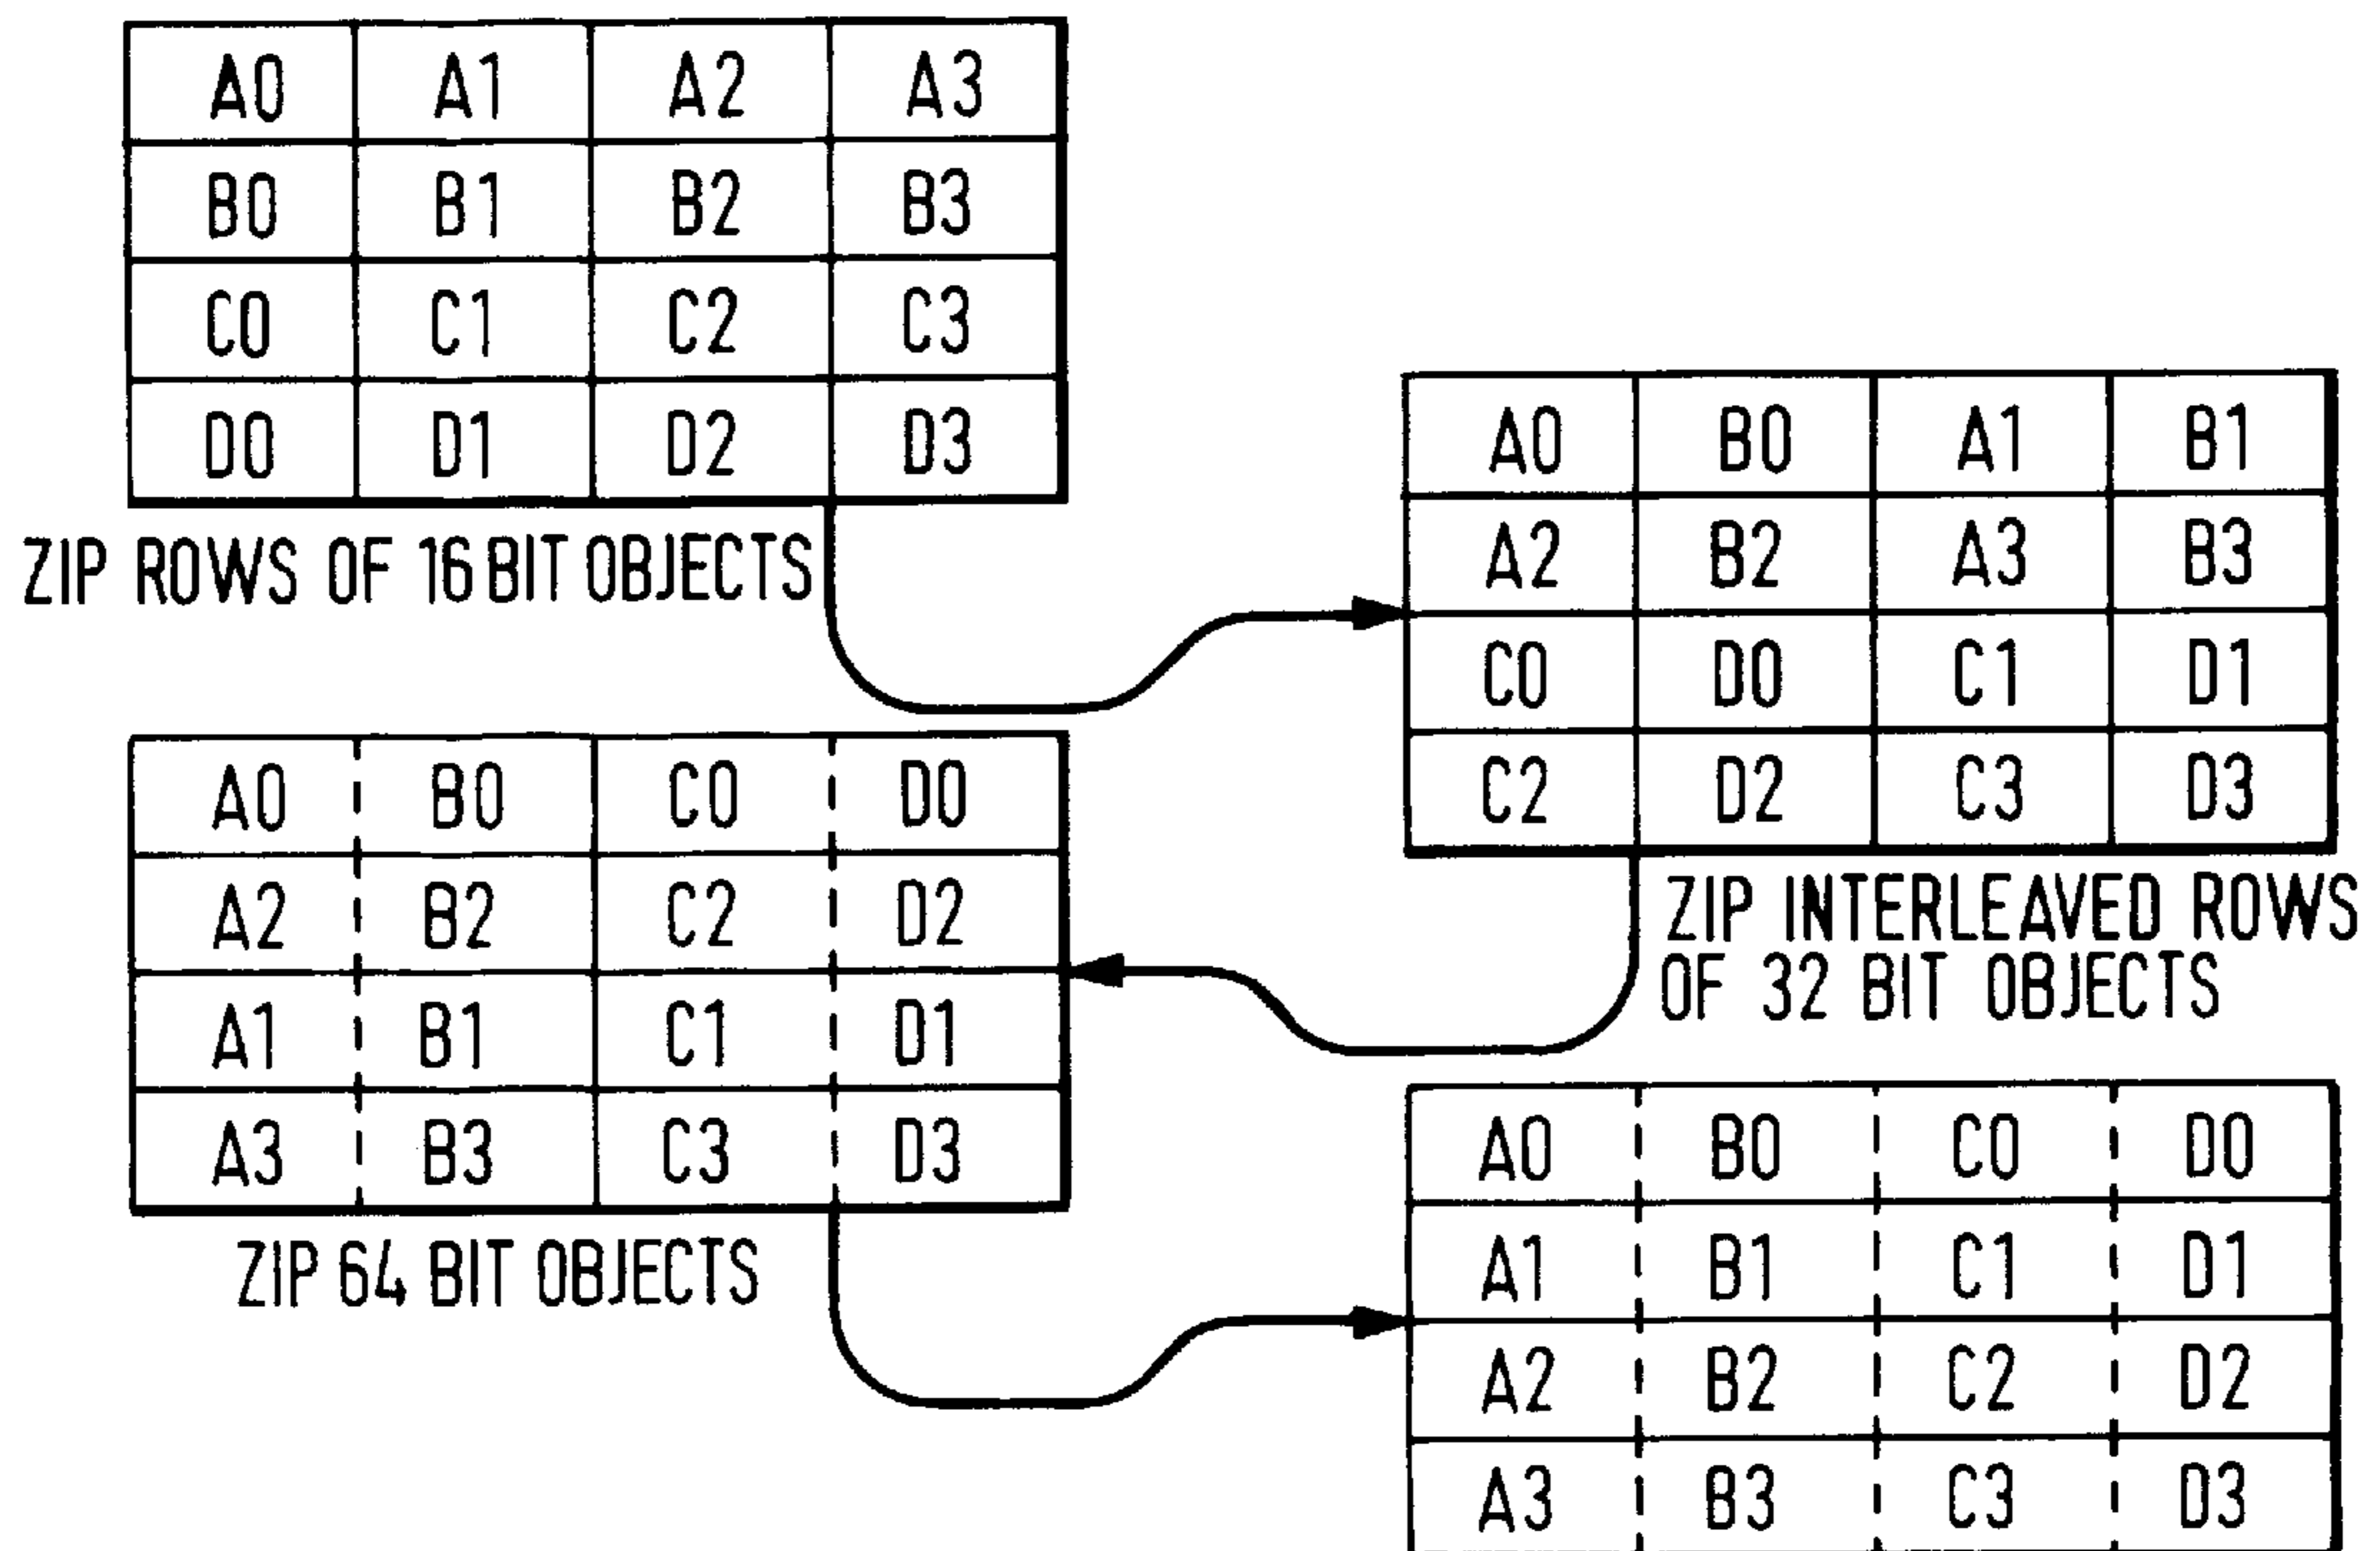 A0 A1 A2 A3
B0 B1 B2 B3
C0 C1 C2 C3
D0 D1 D2 D3
ZIP ROWS OF 16 BIT OBJECTS
A0 B0 A1 B1
A2 B2 A3 B3
C0 D0 C1 D1
C2 D2 C3 D3
ZIP INTERLEAVED ROWS
OF 32 BIT OBJECTS
A0 B0 C0 D0
A2 B2 C2 D2
A1 B1 C1 D1
A3 B3 C3 D3
ZIP 64 BIT OBJECTS
A0 B0 C0 D0
A1 B1 C1 D1
A2 B2 C2 D2
A3 B3 C3 D3